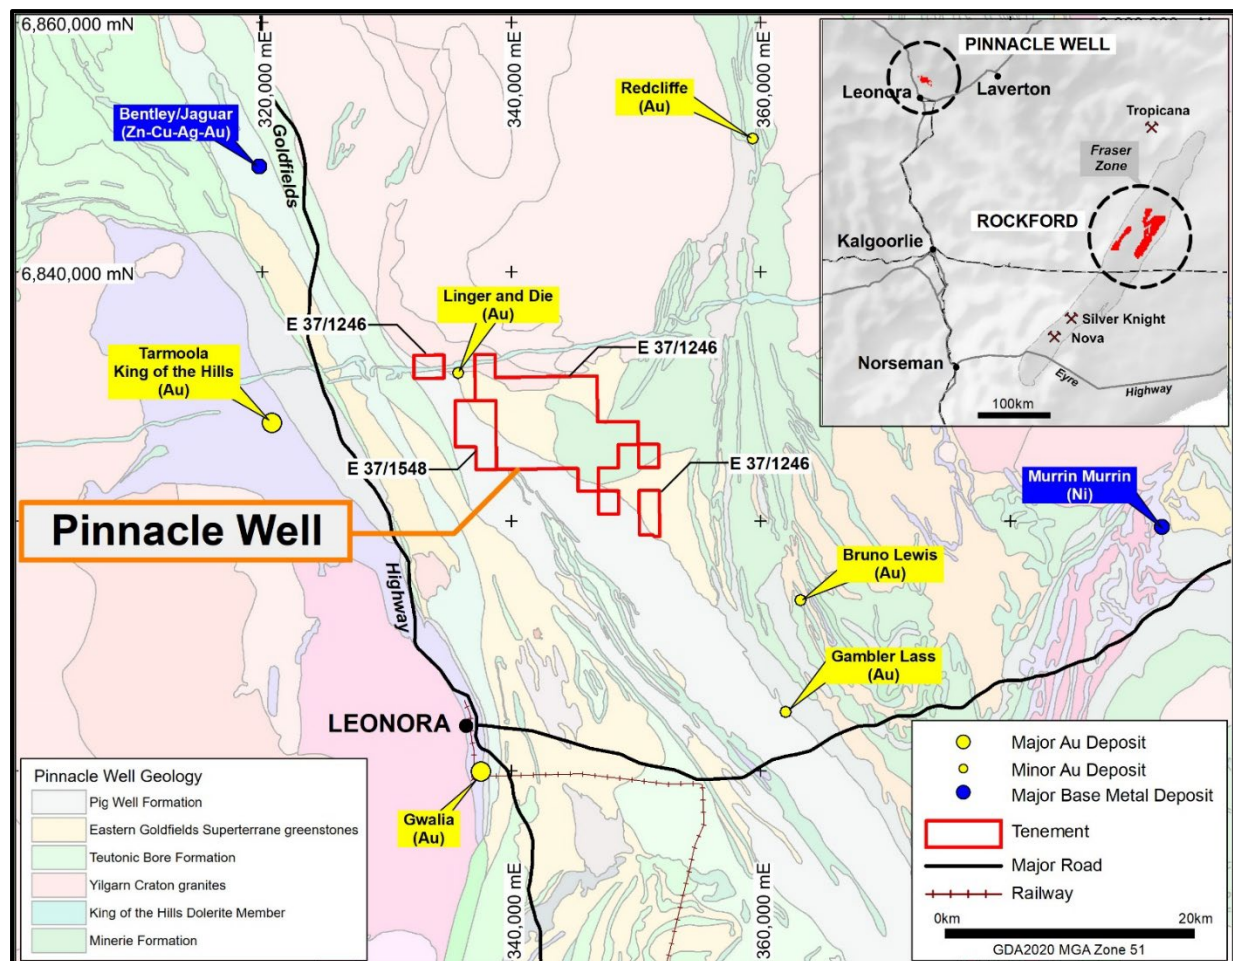 6,860,000 mN
320,000 mE
340,000 mE
360,000 mE
Bentley/Jaguar
(Zn-Cu-Ag-Au)
Goldfields
Redcliffe
(Au)
6,840,000 mN
Linger and Die
(Au)
E 37/1246
E 37/1246
Tarmoola
King of the Hills
(Au)
E 37/1548
E 37/1246
Pinnacle Well
Murrin Murrin
(Ni)
Highway
Bruno Lewis
(Au)
Gambler Lass
(Au)
LEONORA
Gwalia
(Au)
340,000 mE
360,000 mE
PINNACLE WELL
Leonora
Laverton
Tropicana
Fraser
Zone
ROCKFORD
Kalgoorlie
Silver Knight
Nova
Norseman
Eyre
Highway
100km
Pinnacle Well Geology
Pig Well Formation
Eastern Goldfields Superterrane greenstones
Teutonic Bore Formation
Yilgarn Craton granites
King of the Hills Dolerite Member
Minerie Formation
Major Au Deposit
Minor Au Deposit
Major Base Metal Deposit
Tenement
Major Road
Railway
0km
20km
GDA2020 MGA Zone 51